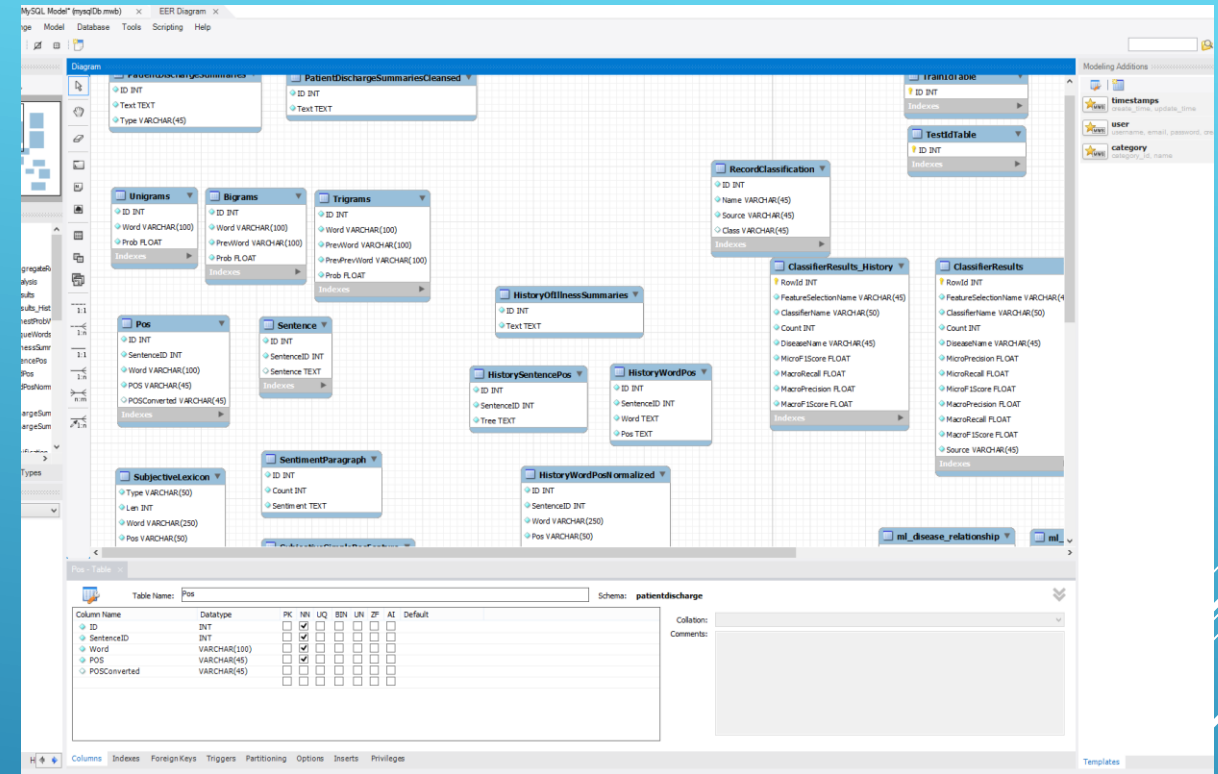 MySQL Model* (mysqlDb.mwb) × EER Diagram ×
Model Database Tools Scripting Help
Diagram
PatientDischargeSummaries
ID INT
Text TEXT
Type VARCHAR(45)
PatientDischargeSummariesCleansed
ID INT
Text TEXT
TrainIdTable
ID INT
Indexes
TestIdTable
ID INT
Indexes
RecordClassification
ID INT
Name VARCHAR(45)
Source VARCHAR(45)
Class VARCHAR(45)
Indexes
Unigrams
ID INT
Word VARCHAR(100)
Prob FLOAT
Indexes
Bigrams
ID INT
Word VARCHAR(100)
PrevWord VARCHAR(100)
Prob FLOAT
Indexes
Trigrams
ID INT
Word VARCHAR(100)
PrevWord VARCHAR(100)
PrevPrevWord VARCHAR(100)
Prob FLOAT
Indexes
ClassifierResults_History
RowId INT
FeatureSelectionName VARCHAR(45)
ClassifierName VARCHAR(50)
Count INT
DiseaseName VARCHAR(45)
MicroF1Score FLOAT
MacroRecall FLOAT
MacroPrecision FLOAT
MacroF1Score FLOAT
Indexes
ClassifierResults
RowId INT
FeatureSelectionName VARCHAR(4
ClassifierName VARCHAR(50)
Count INT
DiseaseName VARCHAR(45)
MicroPrecision FLOAT
MicroRecall FLOAT
MicroF1Score FLOAT
MacroPrecision FLOAT
MacroRecall FLOAT
MacroF1Score FLOAT
Source VARCHAR(45)
Indexes
HistoryOfIllnessSummaries
ID INT
Text TEXT
Pos
ID INT
SentenceID INT
Word VARCHAR(100)
POS VARCHAR(45)
POSConverted VARCHAR(45)
Indexes
Sentence
ID INT
SentenceID INT
Sentence TEXT
Indexes
HistorySentencePos
ID INT
SentenceID INT
Tree TEXT
HistoryWordPos
ID INT
SentenceID INT
Word TEXT
Pos TEXT
SubjectiveLexicon
Type VARCHAR(50)
Len INT
Word VARCHAR(250)
Pos VARCHAR(50)
SentimentParagraph
ID INT
Count INT
Sentiment TEXT
HistoryWordPosNormalized
ID INT
SentenceID INT
Word VARCHAR(250)
Pos VARCHAR(50)
ml_disease_relationship
ml_
1:1
1:n
1:1
1:n
n:m
1:n
Types
Modeling Additions
timestamps
create_time, update_time
user
username, email, password, cre
category
category_id, name
Templates
Pos - Table ×
Table Name: Pos Schema: patientdischarge
Column Name Datatype PK NN UQ BIN UN ZF AI Default
ID INT
SentenceID INT
Word VARCHAR(100)
POS VARCHAR(45)
POSConverted VARCHAR(45)
Collation:
Comments:
Columns Indexes Foreign Keys Triggers Partitioning Options Inserts Privileges